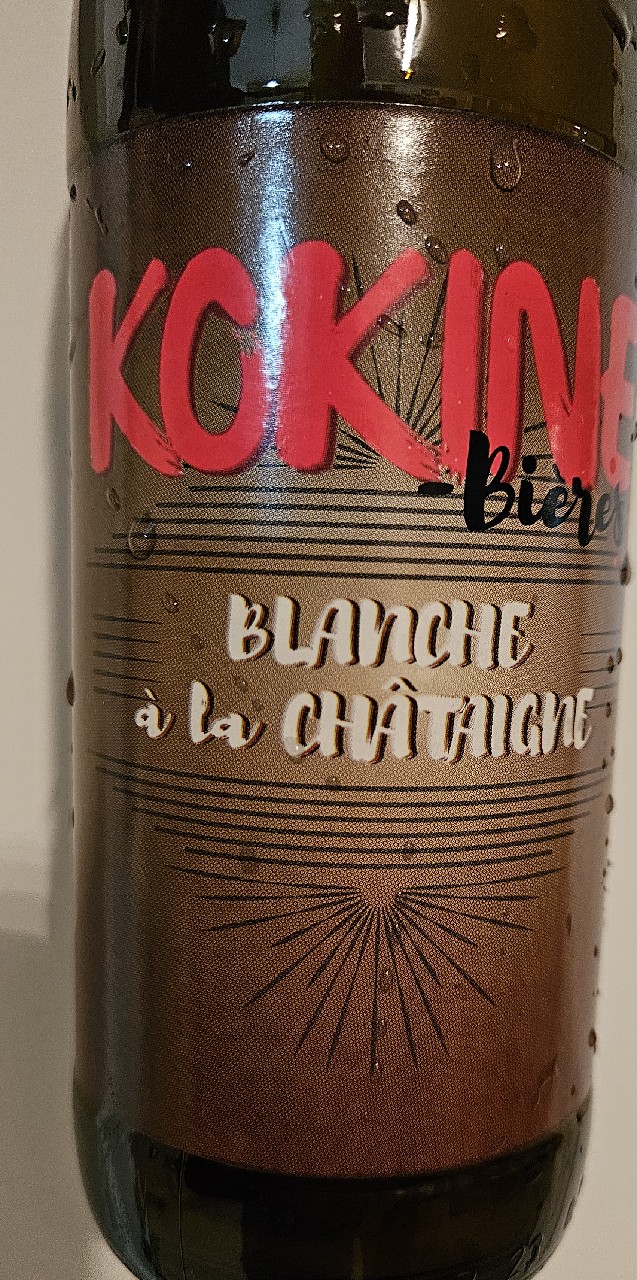 KOKINE
-Bières
BLANCHE
à la CHÂTAIGNE